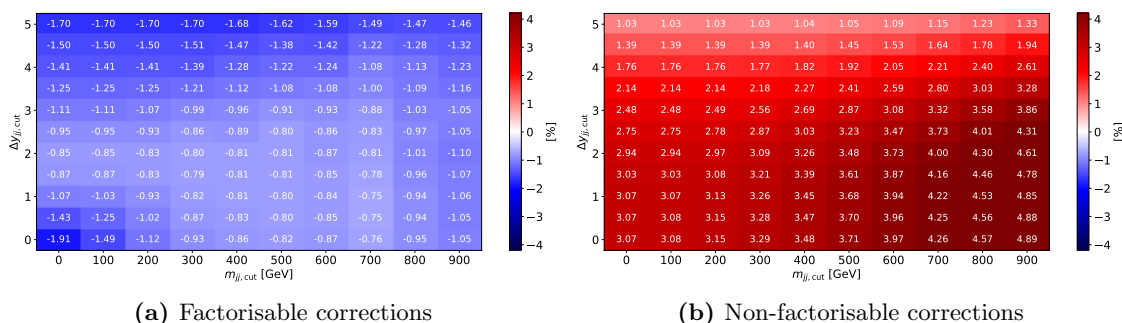 5 -1.70 -1.70 -1.70 -1.70 -1.68 -1.62 -1.59 -1.49 -1.47 -1.46
-1.50 -1.50 -1.50 -1.51 -1.47 -1.38 -1.42 -1.22 -1.28 -1.32
4 -1.41 -1.41 -1.41 -1.39 -1.28 -1.22 -1.24 -1.08 -1.13 -1.23
-1.25 -1.25 -1.25 -1.21 -1.12 -1.08 -1.08 -1.00 -1.09 -1.16
3 -1.11 -1.11 -1.07 -0.99 -0.96 -0.91 -0.93 -0.88 -1.03 -1.05
-0.95 -0.95 -0.93 -0.86 -0.89 -0.80 -0.86 -0.83 -0.97 -1.05
2 -0.85 -0.85 -0.83 -0.80 -0.81 -0.81 -0.87 -0.81 -1.01 -1.10
-0.87 -0.87 -0.83 -0.79 -0.81 -0.81 -0.83 -0.78 -0.96 -1.07
1 -1.07 -1.03 -0.93 -0.82 -0.81 -0.80 -0.84 -0.75 -0.94 -1.06
-1.43 -1.25 -1.02 -0.87 -0.83 -0.80 -0.85 -0.75 -0.94 -1.05
0 -1.91 -1.49 -1.12 -0.93 -0.86 -0.82 -0.87 -0.76 -0.95 -1.05
0 100 200 300 400 500 600 700 800 900
Δy_{jj,cut}
m_{jj,cut} [GeV]
4
3
2
1
0
−1
−2
−3
−4
[%]
(a) Factorisable corrections
5 1.03 1.03 1.03 1.03 1.04 1.05 1.09 1.15 1.23 1.33
1.39 1.39 1.39 1.39 1.40 1.45 1.53 1.64 1.78 1.94
4 1.76 1.76 1.76 1.77 1.82 1.92 2.05 2.21 2.40 2.61
2.14 2.14 2.14 2.18 2.27 2.41 2.59 2.80 3.03 3.28
3 2.48 2.48 2.49 2.56 2.69 2.87 3.08 3.32 3.58 3.86
2.75 2.75 2.78 2.87 3.03 3.23 3.47 3.73 4.01 4.31
2 2.94 2.94 2.97 3.09 3.26 3.48 3.73 4.00 4.30 4.61
3.03 3.03 3.08 3.21 3.39 3.61 3.87 4.16 4.46 4.78
1 3.07 3.07 3.13 3.26 3.45 3.68 3.94 4.22 4.53 4.85
3.07 3.08 3.15 3.28 3.47 3.70 3.96 4.25 4.56 4.88
0 3.07 3.08 3.15 3.29 3.48 3.71 3.97 4.26 4.57 4.89
0 100 200 300 400 500 600 700 800 900
Δy_{jj,cut}
m_{jj,cut} [GeV]
4
3
2
1
0
−1
−2
−3
−4
[%]
(b) Non-factorisable corrections